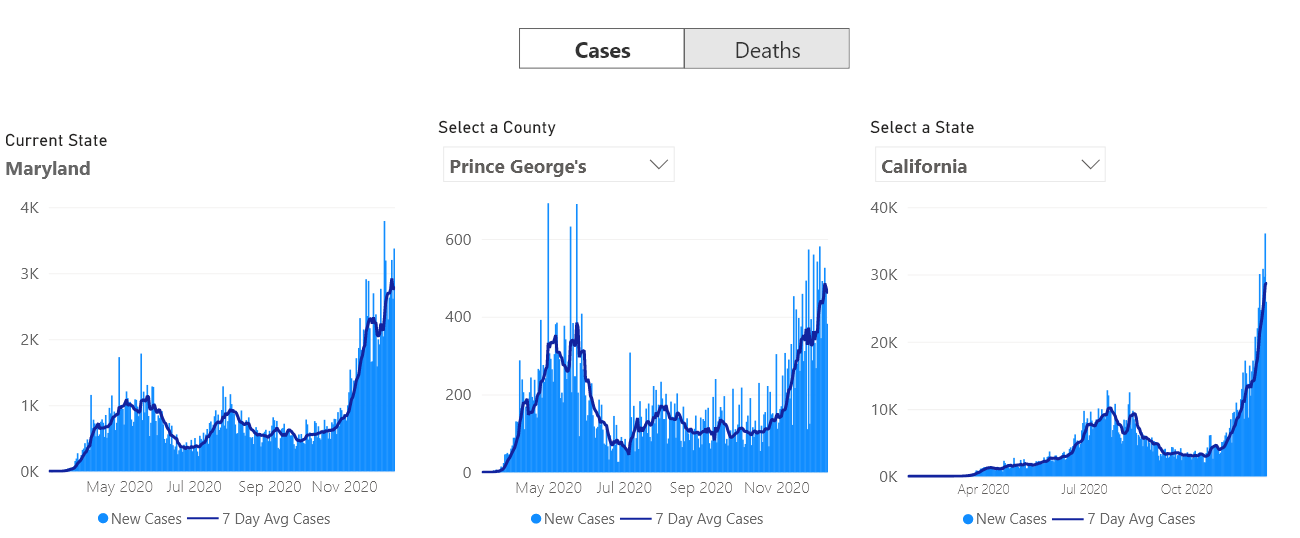 Cases
Deaths
Current State
Maryland
4K
3K
2K
1K
0K
May 2020
Jul 2020
Sep 2020
Nov 2020
New Cases
7 Day Avg Cases
Select a County
Prince George's
600
400
200
0
May 2020
Jul 2020
Sep 2020
Nov 2020
New Cases
7 Day Avg Cases
Select a State
California
40K
30K
20K
10K
0K
Apr 2020
Jul 2020
Oct 2020
New Cases
7 Day Avg Cases